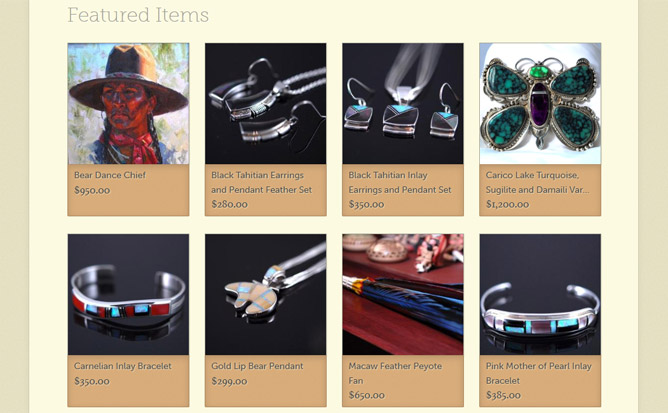 Featured Items
Bear Dance Chief
$950.00
Black Tahitian Earrings
and Pendant Feather Set
$280.00
Black Tahitian Inlay
Earrings and Pendant Set
$350.00
Carico Lake Turquoise,
Sugilite and Damaili Var...
$1,200.00
Carnelian Inlay Bracelet
$350.00
Gold Lip Bear Pendant
$299.00
Macaw Feather Peyote
Fan
$650.00
Pink Mother of Pearl Inlay
Bracelet
$385.00